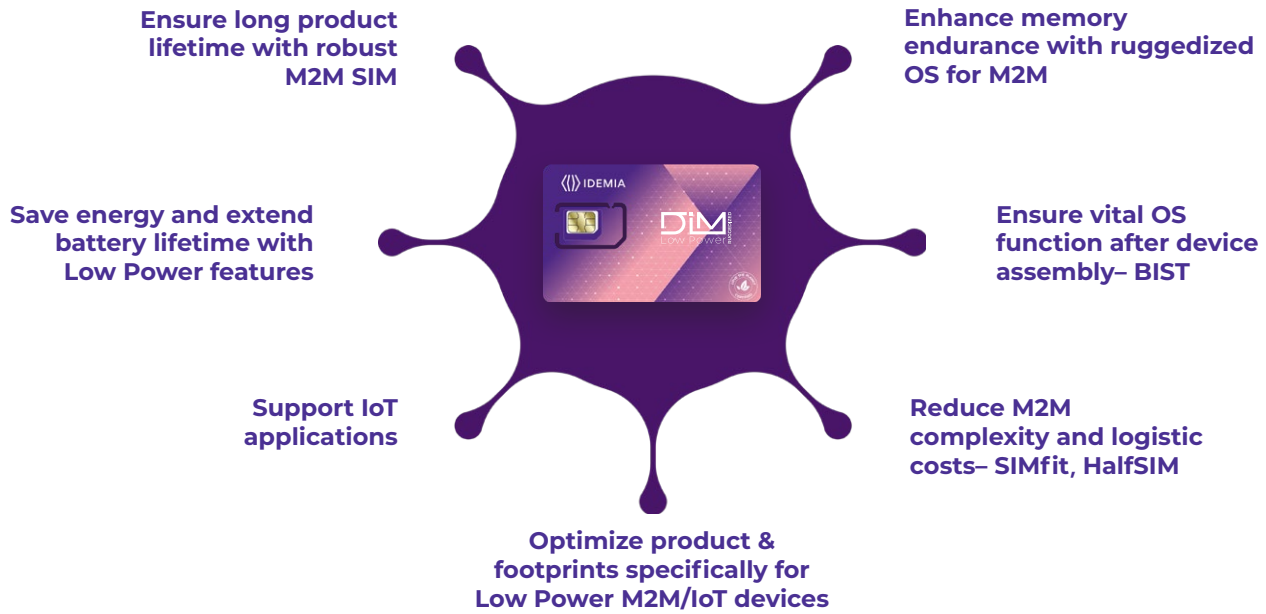 Ensure long product
lifetime with robust
M2M SIM
Enhance memory
endurance with ruggedized
OS for M2M
IDEMIA
DIM
Low Power
RUGGEDIZED
Save energy and extend
battery lifetime with
Low Power features
Ensure vital OS
function after device
assembly– BIST
Support IoT
applications
Reduce M2M
complexity and logistic
costs– SIMfit, HalfSIM
Optimize product &
footprints specifically for
Low Power M2M/IoT devices